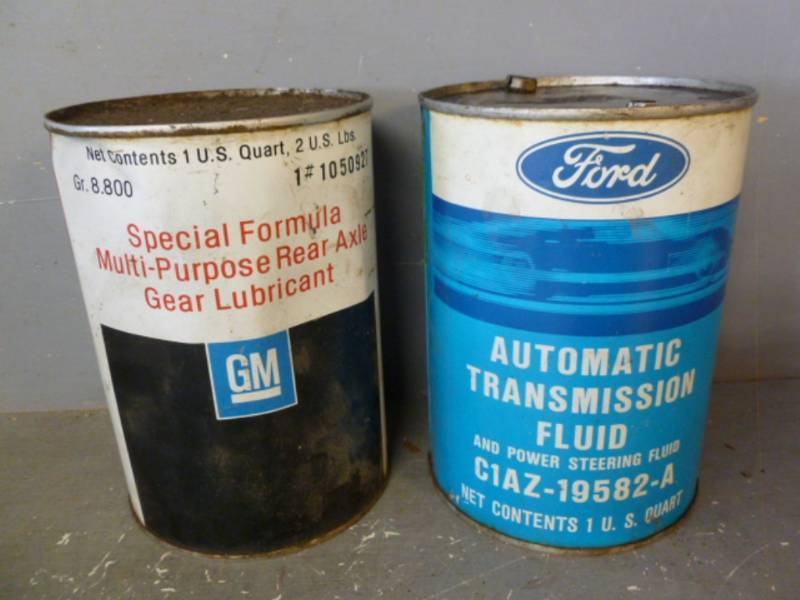 Net Contents 1 U.S. Quart, 2 U.S. Lbs.
Gr. 8.800
1# 1050927
Special Formula
Multi-Purpose Rear Axle
Gear Lubricant
GM
Ford
AUTOMATIC
TRANSMISSION
FLUID
AND POWER STEERING FLUID
C1AZ-19582-A
NET CONTENTS 1 U. S. QUART